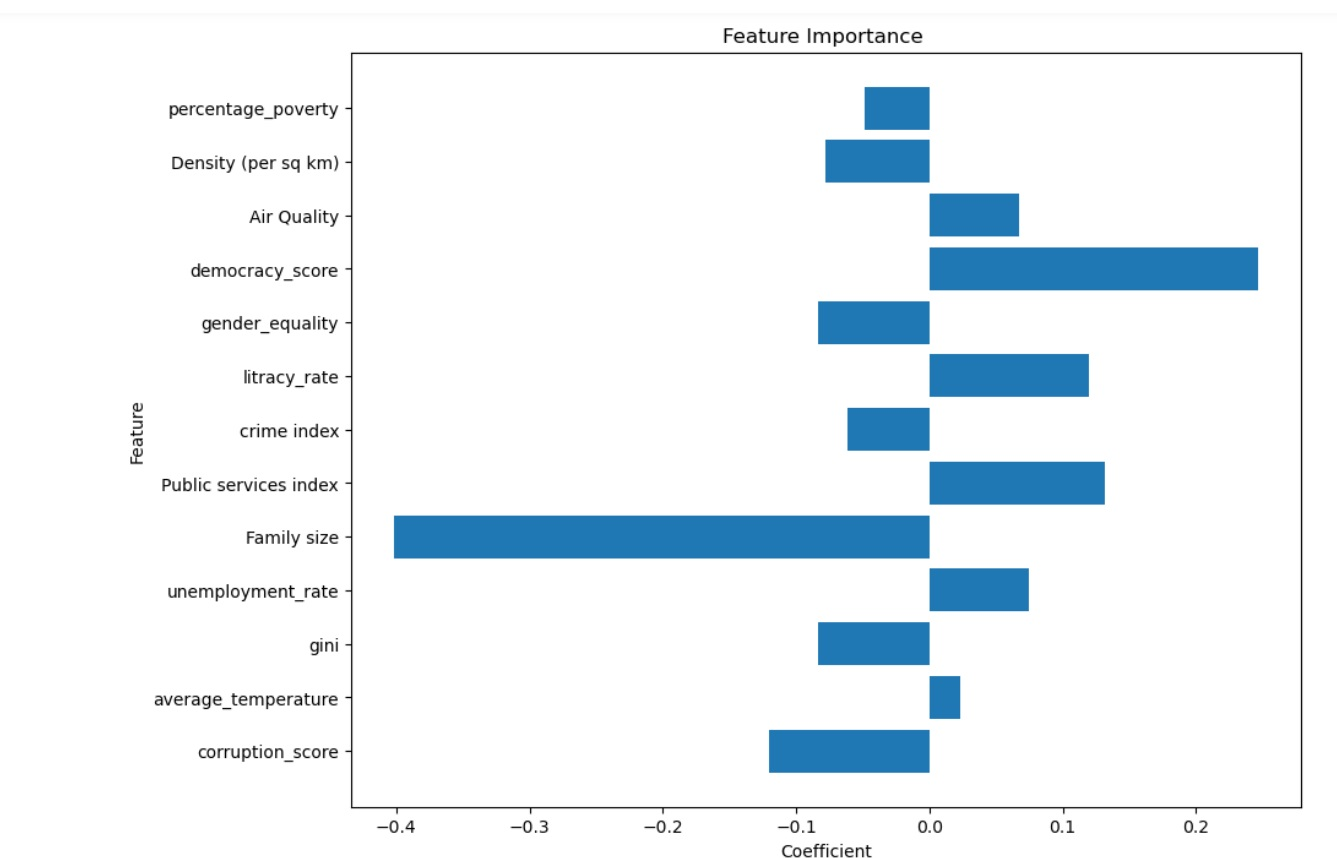 Feature Importance
percentage_poverty
Density (per sq km)
Air Quality
democracy_score
gender_equality
litracy_rate
crime index
Public services index
Family size
unemployment_rate
gini
average_temperature
corruption_score
Feature
−0.4 −0.3 −0.2 −0.1 0.0 0.1 0.2
Coefficient